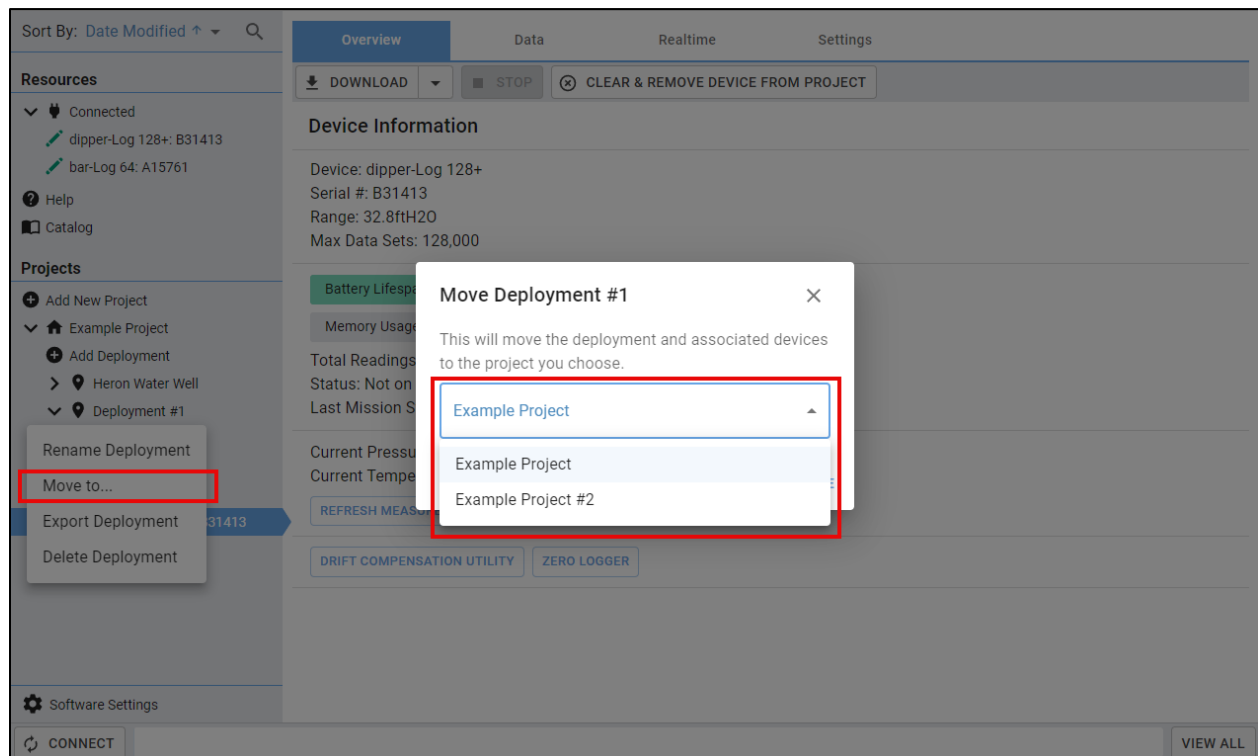 Sort By: Date Modified ↑
Resources
Connected
dipper-Log 128+: B31413
bar-Log 64: A15761
Help
Catalog
Projects
Add New Project
Example Project
Add Deployment
Heron Water Well
Deployment #1
Rename Deployment
Move to...
Export Deployment
31413
Delete Deployment
Software Settings
CONNECT
Overview Data Realtime Settings
DOWNLOAD STOP CLEAR & REMOVE DEVICE FROM PROJECT
Device Information
Device: dipper-Log 128+
Serial #: B31413
Range: 32.8ftH2O
Max Data Sets: 128,000
Battery Lifespa
Memory Usage
Total Readings
Status: Not on
Last Mission S
Current Pressu
Current Tempe
REFRESH MEASU
DRIFT COMPENSATION UTILITY ZERO LOGGER
Move Deployment #1
This will move the deployment and associated devices
to the project you choose.
Example Project
Example Project
Example Project #2
VIEW ALL